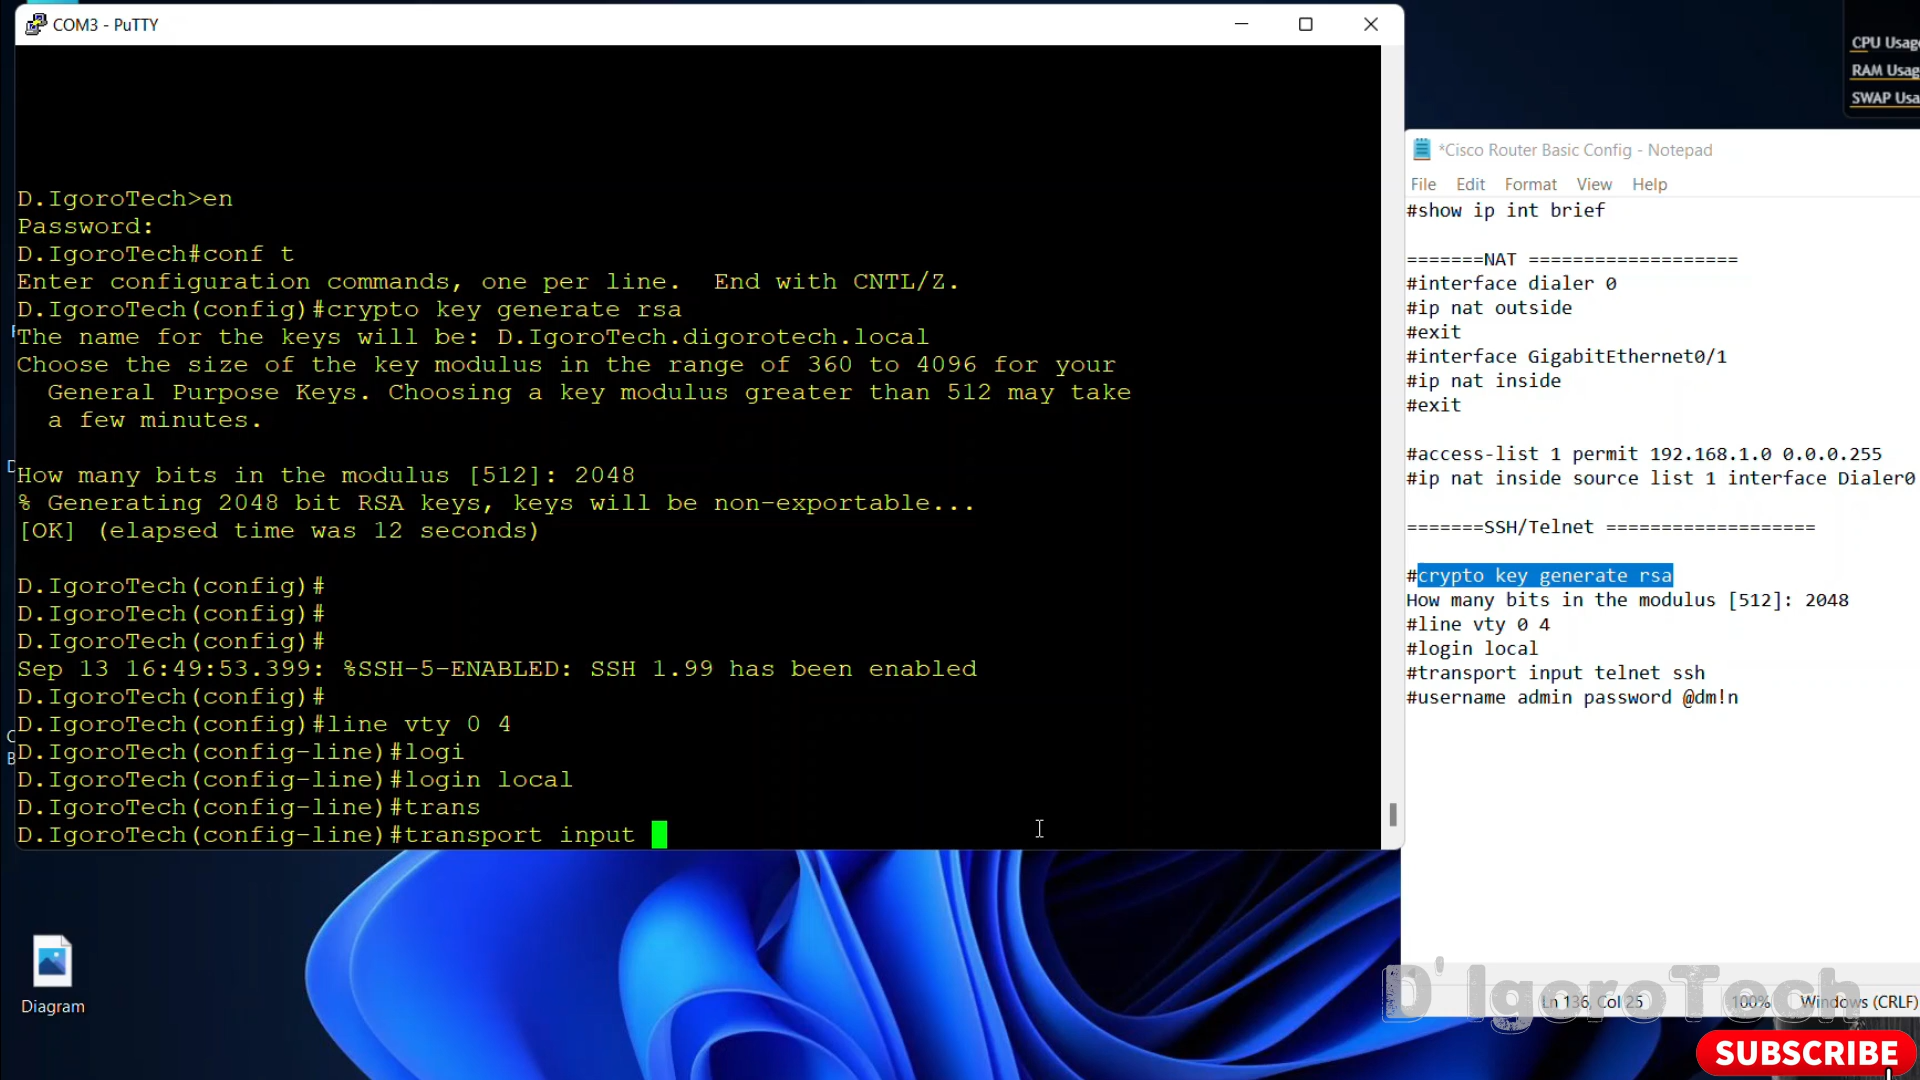 COM3 - PuTTY
D.IgoroTech>en
Password:
D.IgoroTech#conf t
Enter configuration commands, one per line.  End with CNTL/Z.
D.IgoroTech(config)#crypto key generate rsa
The name for the keys will be: D.IgoroTech.digorotech.local
Choose the size of the key modulus in the range of 360 to 4096 for your
General Purpose Keys. Choosing a key modulus greater than 512 may take
a few minutes.
How many bits in the modulus [512]: 2048
% Generating 2048 bit RSA keys, keys will be non-exportable...
[OK] (elapsed time was 12 seconds)
D.IgoroTech(config)#
D.IgoroTech(config)#
D.IgoroTech(config)#
Sep 13 16:49:53.399: %SSH-5-ENABLED: SSH 1.99 has been enabled
D.IgoroTech(config)#
D.IgoroTech(config)#line vty 0 4
D.IgoroTech(config-line)#logi
D.IgoroTech(config-line)#login local
D.IgoroTech(config-line)#trans
D.IgoroTech(config-line)#transport input
CPU Usag
RAM Usag
SWAP Usa
*Cisco Router Basic Config - Notepad
File Edit Format View Help
#show ip int brief
=======NAT ===================
#interface dialer 0
#ip nat outside
#exit
#interface GigabitEthernet0/1
#ip nat inside
#exit
#access-list 1 permit 192.168.1.0 0.0.0.255
#ip nat inside source list 1 interface Dialer0
=======SSH/Telnet ===================
#crypto key generate rsa
How many bits in the modulus [512]: 2048
#line vty 0 4
#login local
#transport input telnet ssh
#username admin password @dm!n
Ln 136, Col 25 100% Windows (CRLF)
D' IgoroTech
SUBSCRIBE
Diagram